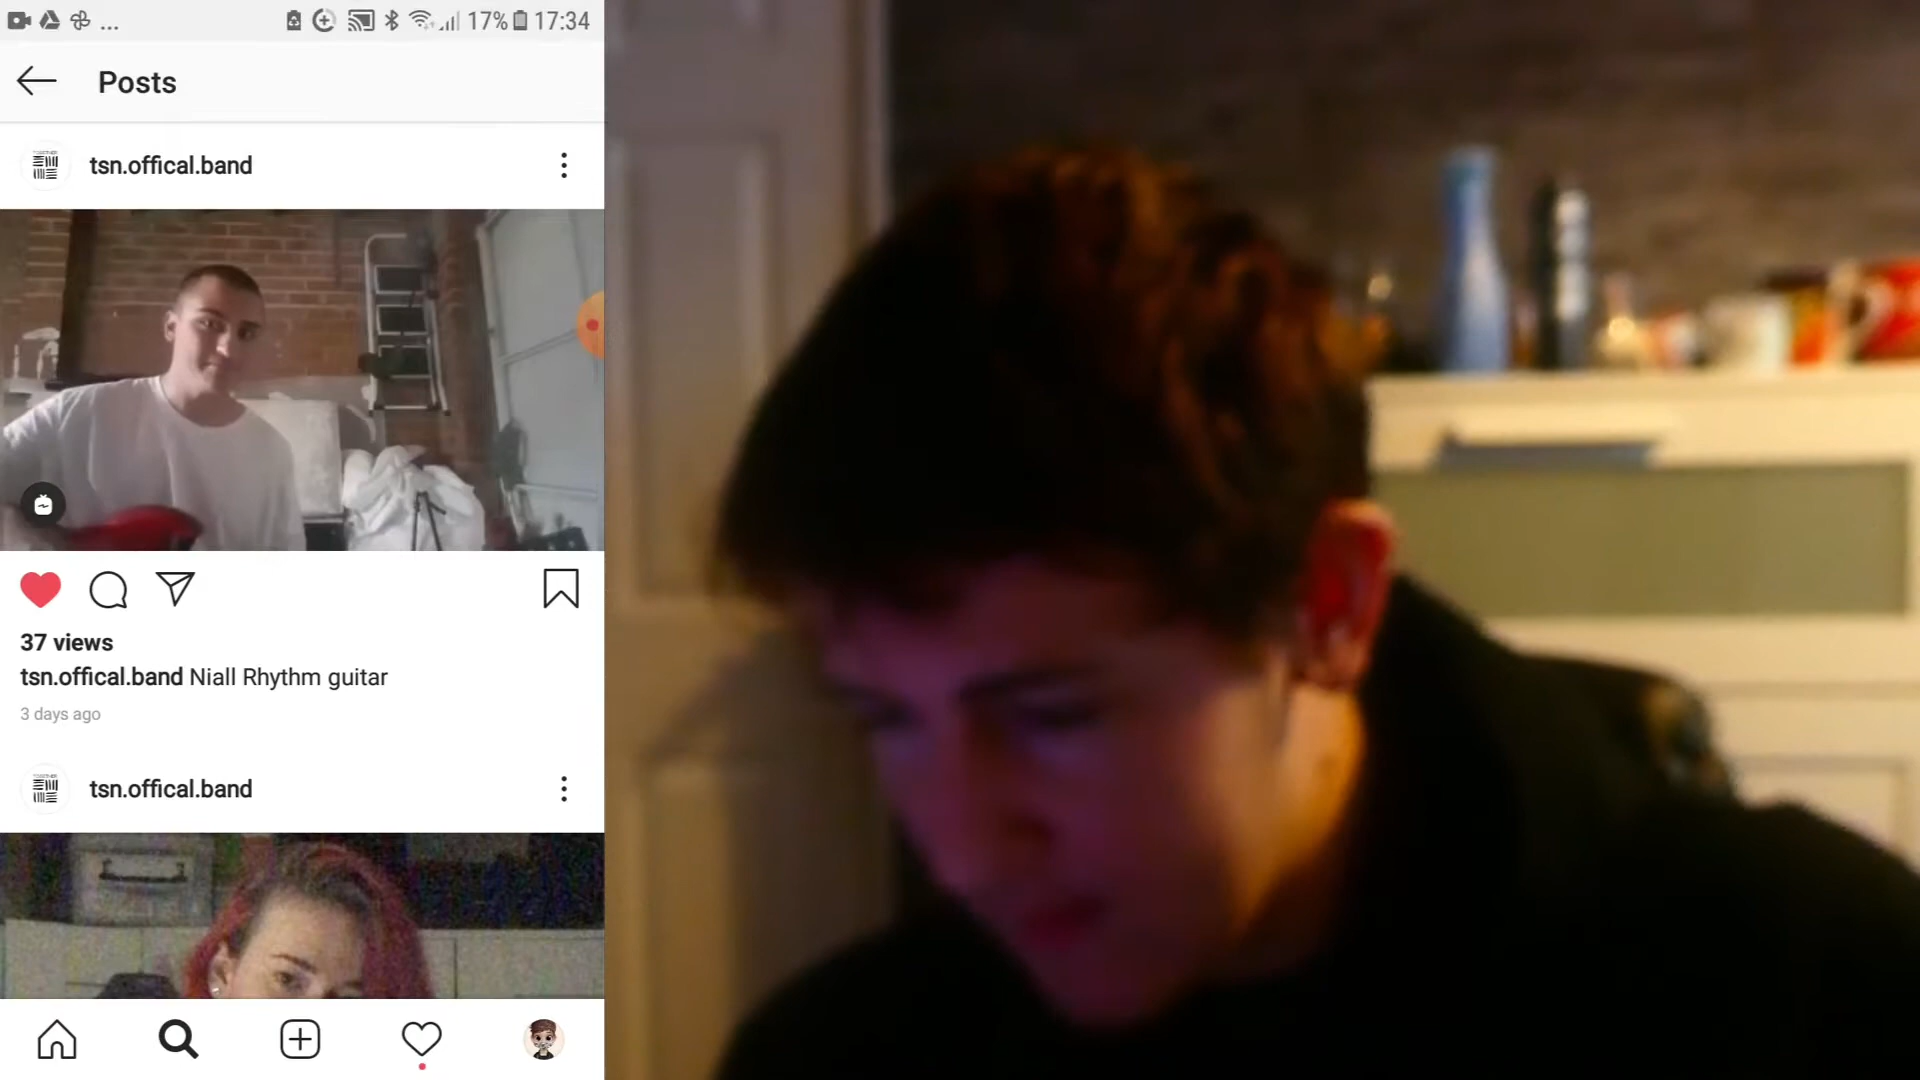 ... 17% 17:34
Posts
tsn.offical.band
37 views
tsn.offical.band Niall Rhythm guitar
3 days ago
tsn.offical.band